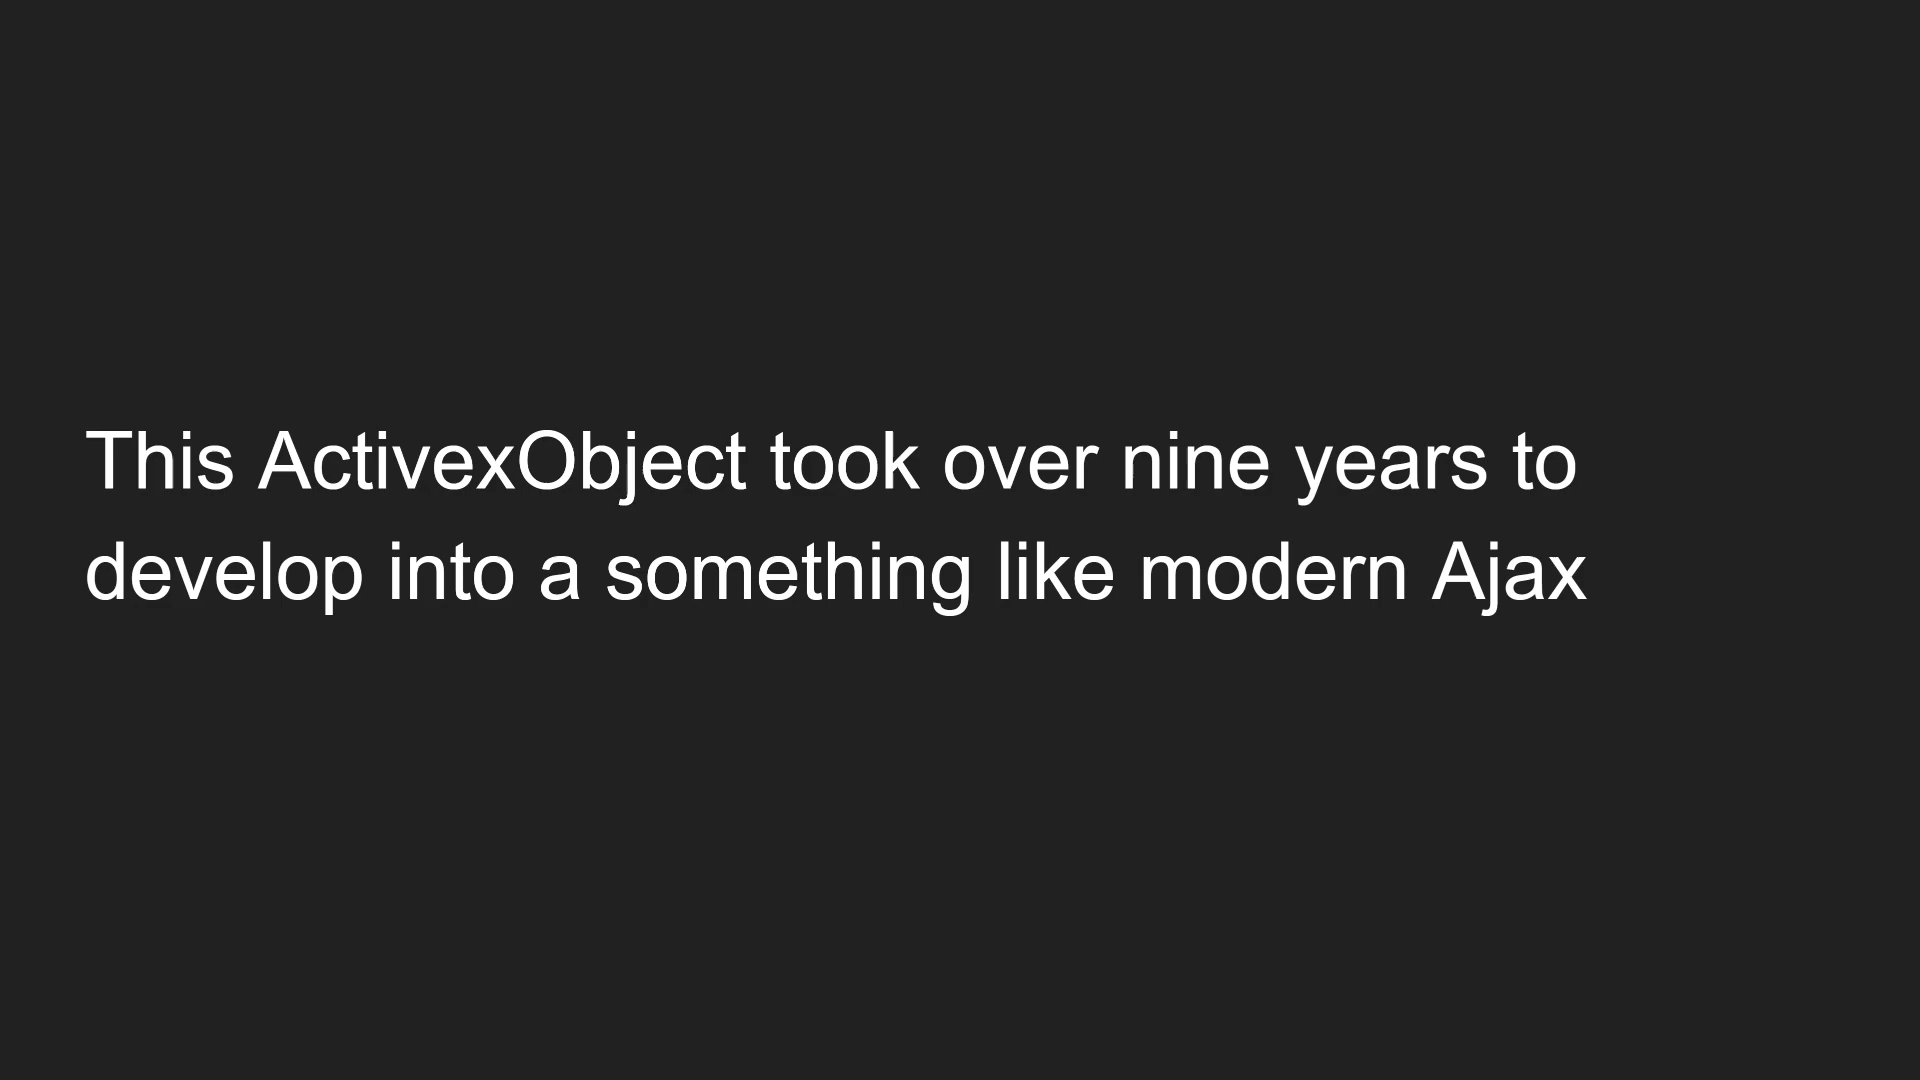 This ActivexObject took over nine years to
develop into a something like modern Ajax